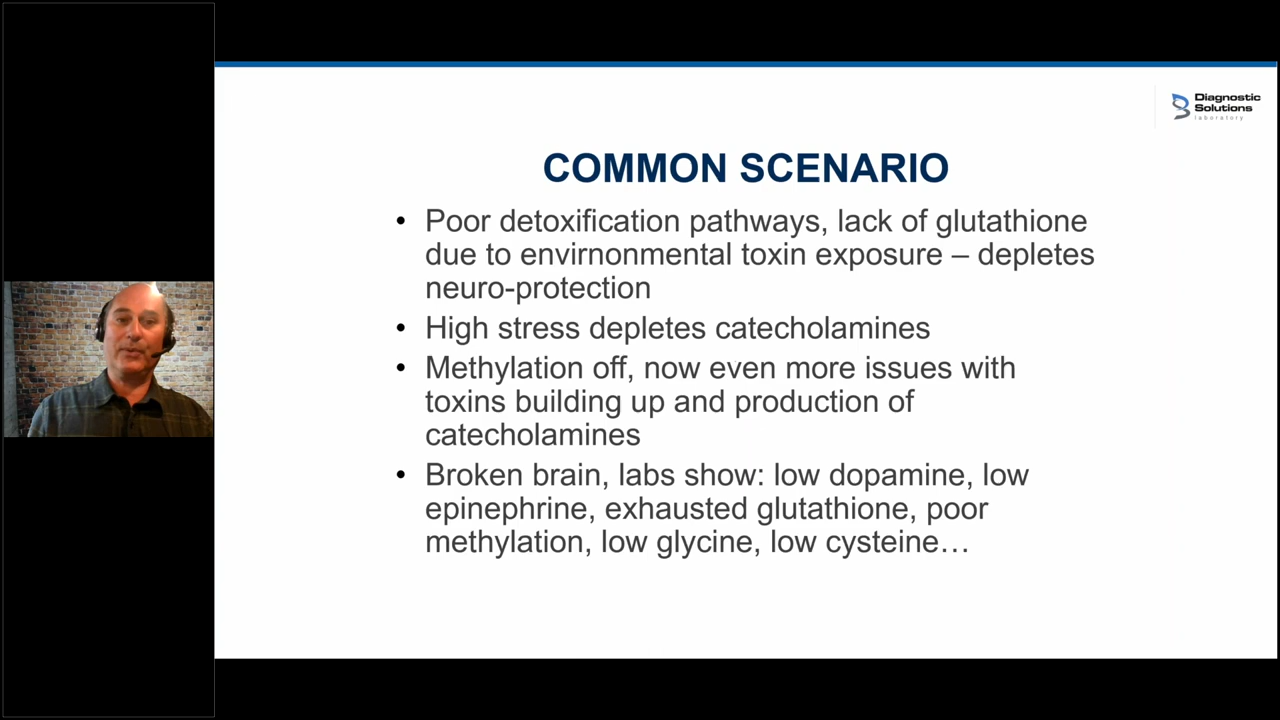 Diagnostic
Solutions
laboratory
COMMON SCENARIO
• Poor detoxification pathways, lack of glutathione
due to envirnonmental toxin exposure – depletes
neuro-protection
• High stress depletes catecholamines
• Methylation off, now even more issues with
toxins building up and production of
catecholamines
• Broken brain, labs show: low dopamine, low
epinephrine, exhausted glutathione, poor
methylation, low glycine, low cysteine…